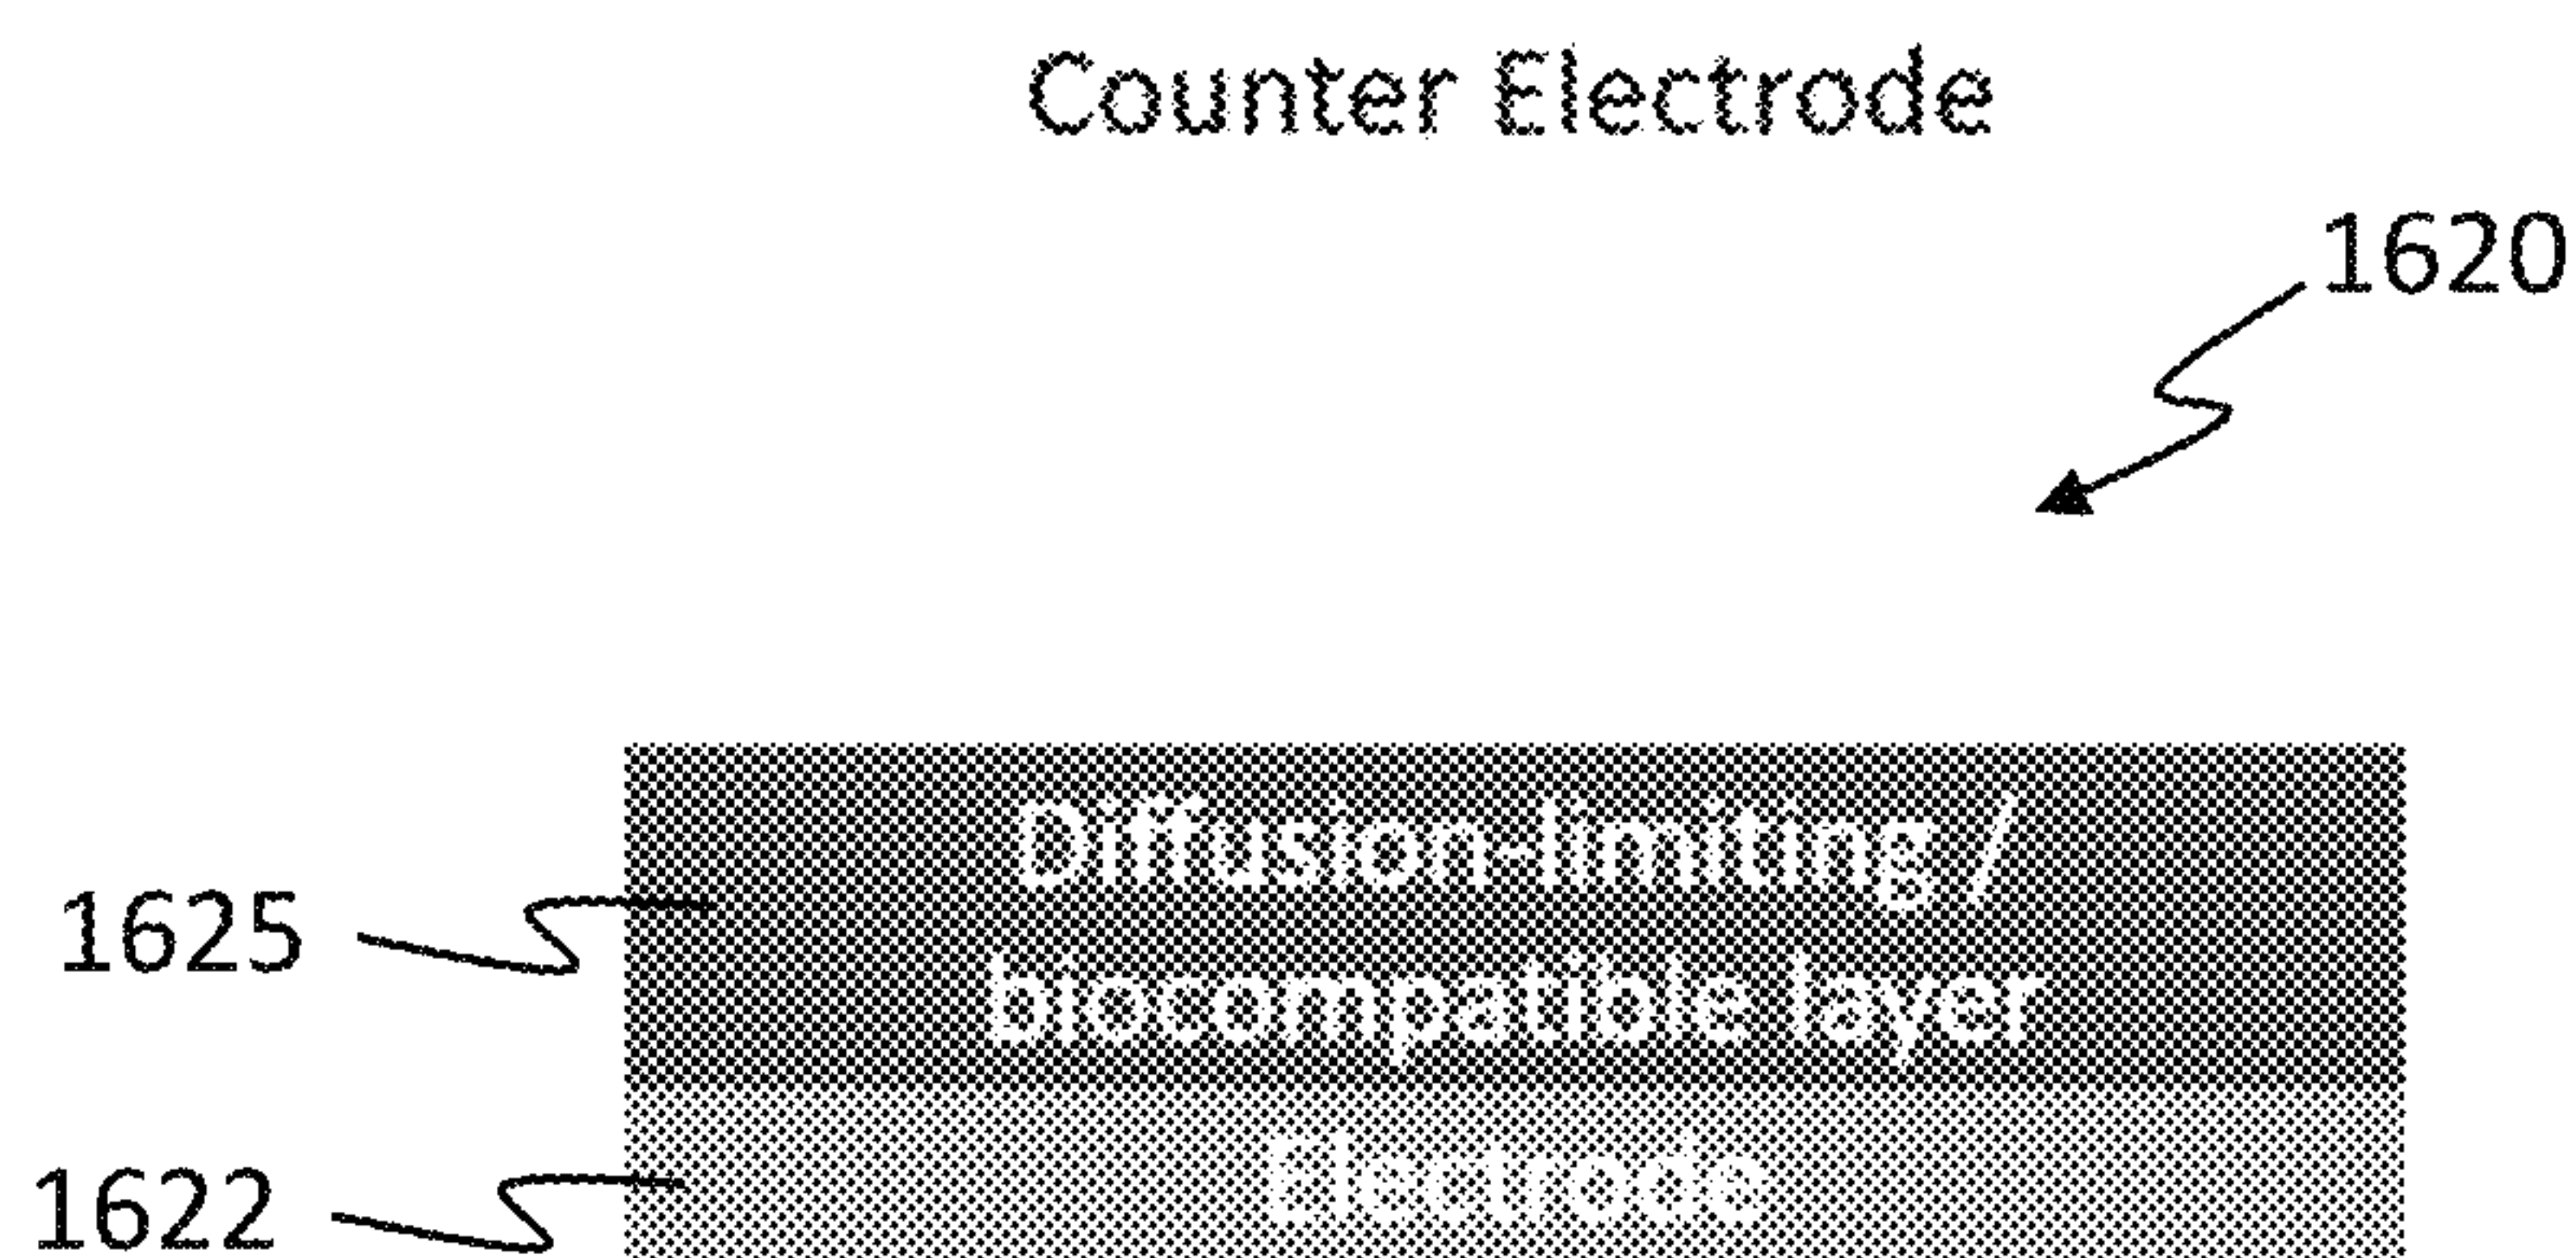 Counter Electrode
1620
Diffusion-limiting /
1625
biocompatible layer
Electrode
1622